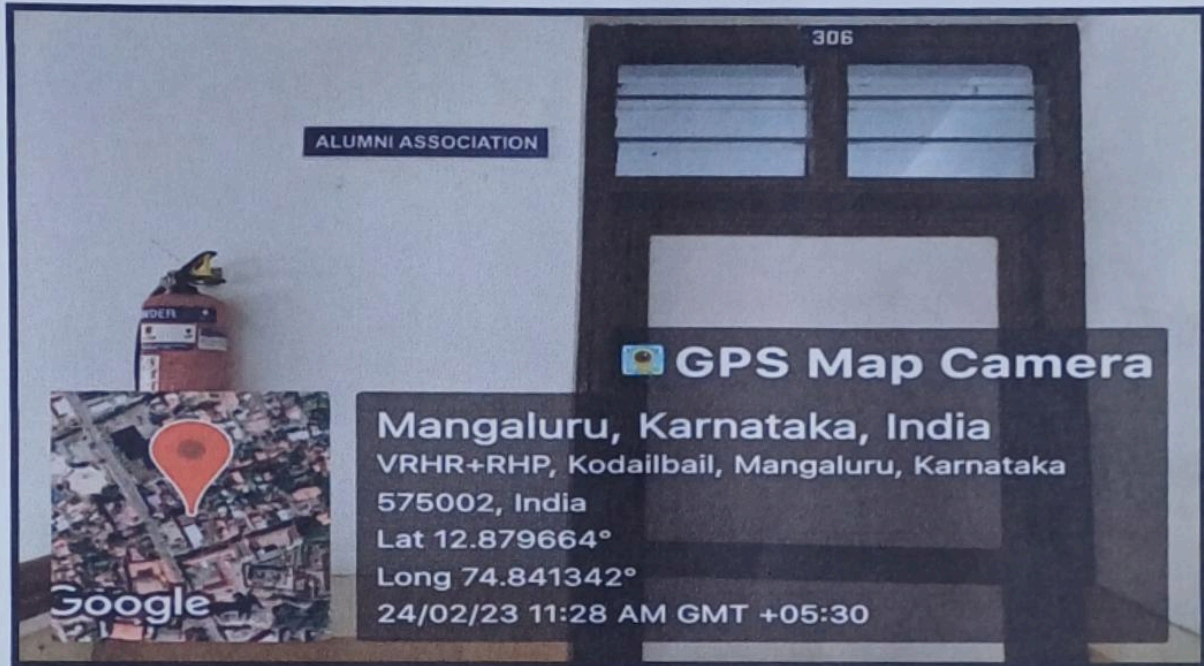 306
ALUMNI ASSOCIATION
GPS Map Camera
Mangaluru, Karnataka, India
VRHR+RHP, Kodailbail, Mangaluru, Karnataka
575002, India
Lat 12.879664°
Long 74.841342°
24/02/23 11:28 AM GMT +05:30
Google